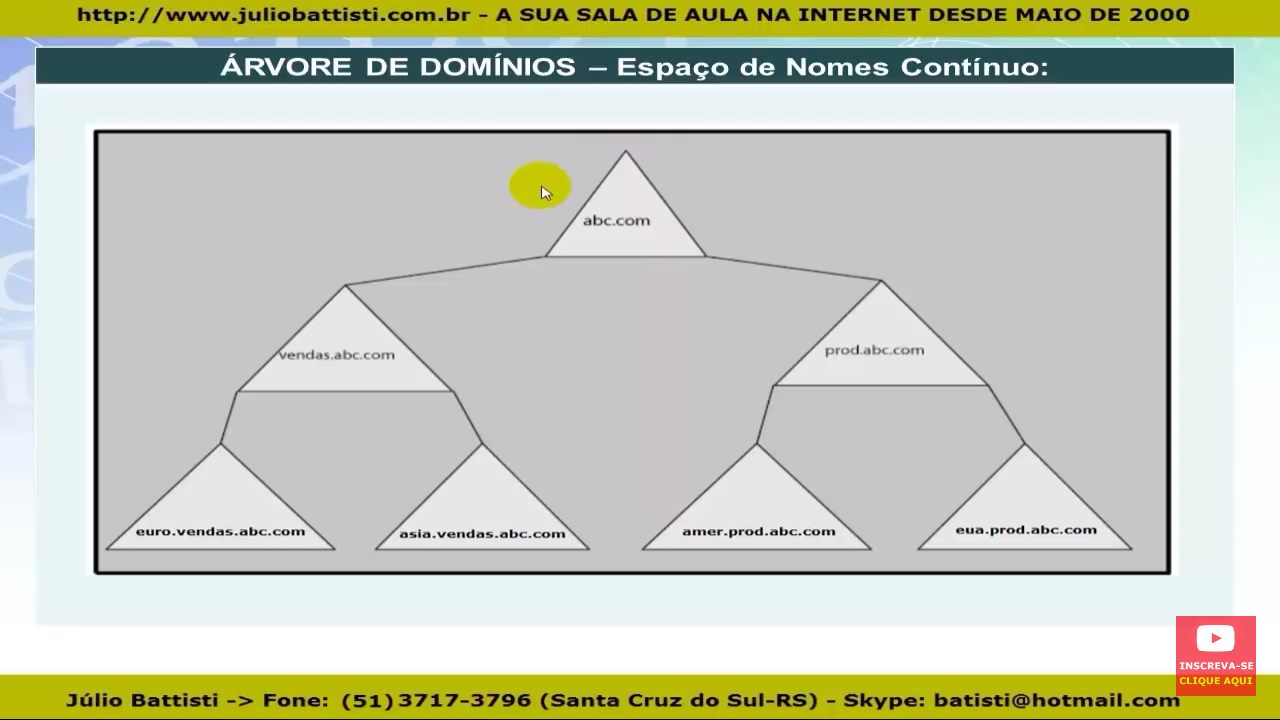 http://www.juliobattisti.com.br - A SUA SALA DE AULA NA INTERNET DESDE MAIO DE 2000
ÁRVORE DE DOMÍNIOS – Espaço de Nomes Contínuo:
abc.com
vendas.abc.com
prod.abc.com
euro.vendas.abc.com
asia.vendas.abc.com
amer.prod.abc.com
eua.prod.abc.com
INSCREVA-SE
CLIQUE AQUI
Júlio Battisti -> Fone: (51) 3717-3796 (Santa Cruz do Sul-RS) - Skype: batisti@hotmail.com